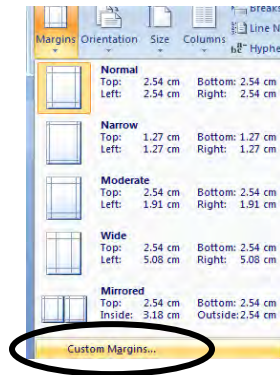 Breaks
Line N
Margins Orientation Size Columns
Hyphe
Normal
Top: 2.54 cm Bottom: 2.54 cm
Left: 2.54 cm Right: 2.54 cm
Narrow
Top: 1.27 cm Bottom: 1.27 cm
Left: 1.27 cm Right: 1.27 cm
Moderate
Top: 2.54 cm Bottom: 2.54 cm
Left: 1.91 cm Right: 1.91 cm
Wide
Top: 2.54 cm Bottom: 2.54 cm
Left: 5.08 cm Right: 5.08 cm
Mirrored
Top: 2.54 cm Bottom: 2.54 cm
Inside: 3.18 cm Outside: 2.54 cm
Custom Margins...